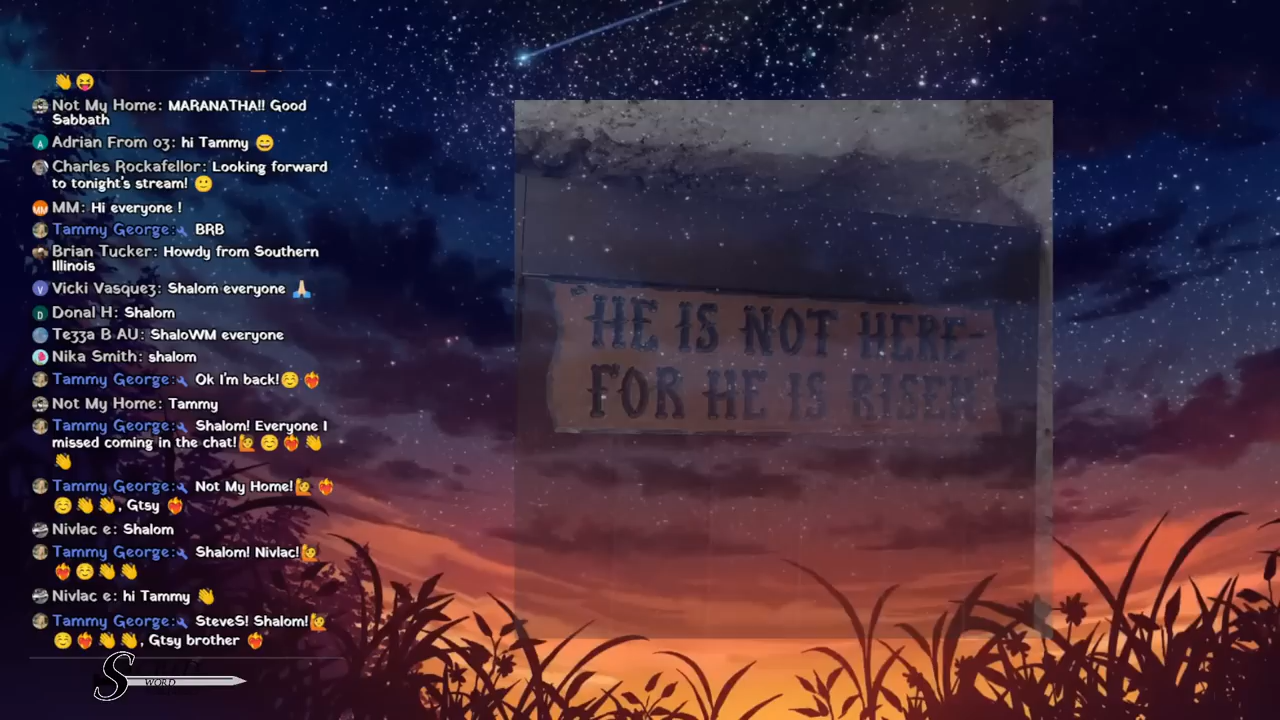 👋😝
Not My Home: MARANATHA!! Good
Sabbath
Adrian From 03: hi Tammy 😄
Charles Rockafellor: Looking forward
to tonight's stream! 🙂
MM: Hi everyone !
Tammy George: BRB
Brian Tucker: Howdy from Southern
Illinois
Vicki Vasquez: Shalom everyone 🙏🏻
Donal H: Shalom
Tezza B AU: ShaloWM everyone
Nika Smith: shalom
Tammy George: Ok I'm back!☺️❤️‍🔥
Not My Home: Tammy
Tammy George: Shalom! Everyone I
missed coming in the chat!🙋☺️❤️‍🔥👋
👋
Tammy George: Not My Home!🙋❤️‍🔥
☺️👋👋, Gtsy ❤️‍🔥
Nivlac e: Shalom
Tammy George: Shalom! Nivlac!🙋
❤️‍🔥☺️👋👋
Nivlac e: hi Tammy 👋
Tammy George: SteveS! Shalom!🙋
☺️❤️‍🔥👋👋, Gtsy brother ❤️‍🔥
SWORD
"HE IS NOT HERE-
FOR HE IS RISEN"